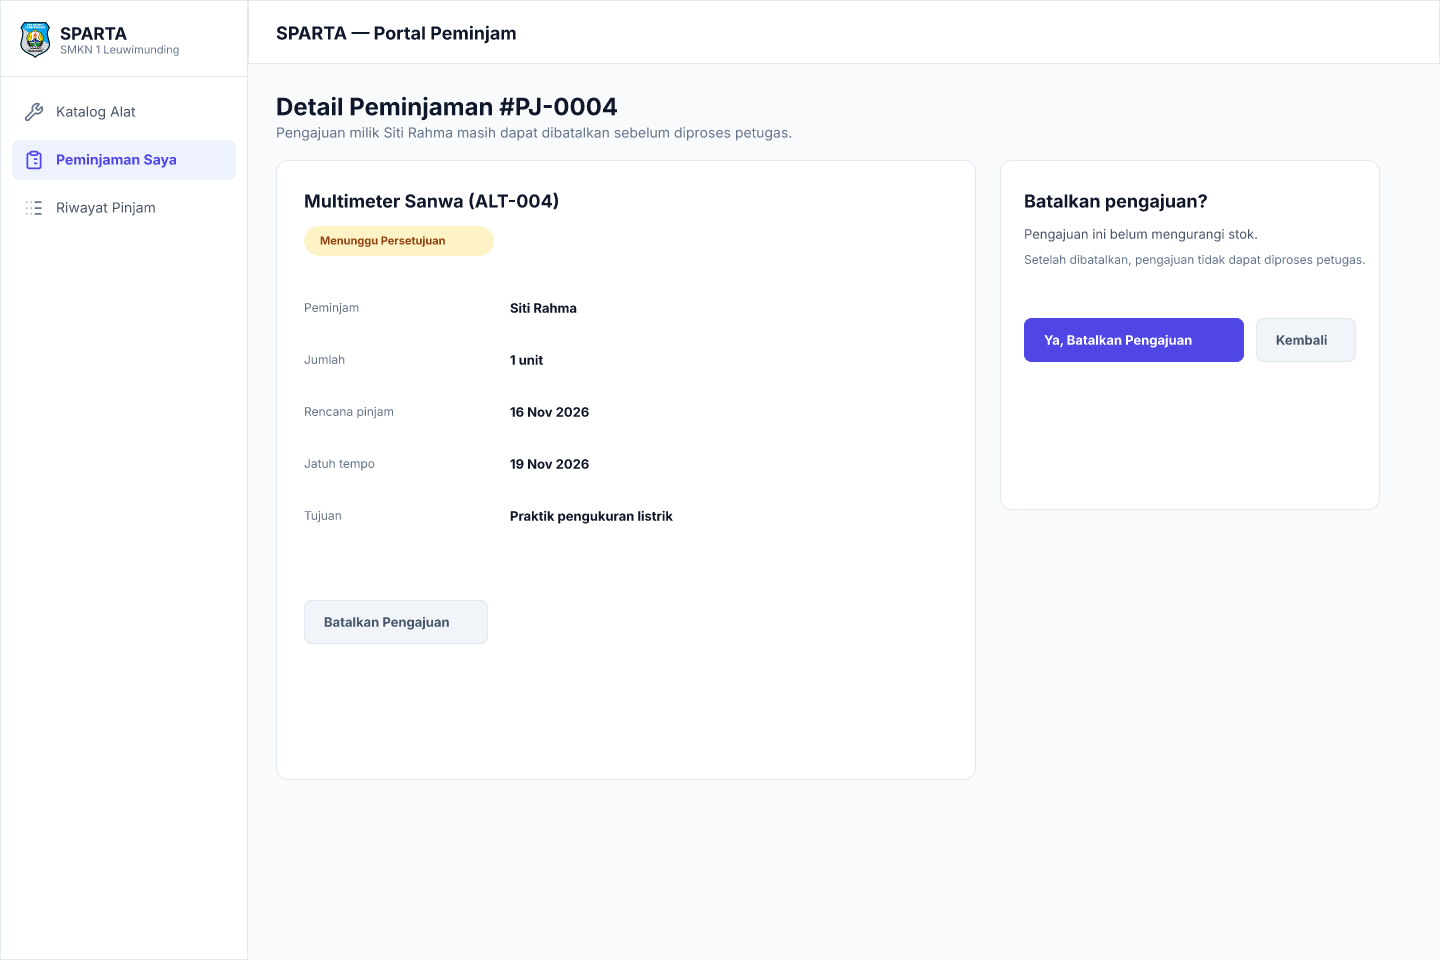 SPARTA
SMKN 1 Leuwimunding
Katalog Alat
Peminjaman Saya
Riwayat Pinjam
SPARTA — Portal Peminjam
Detail Peminjaman #PJ-0004
Pengajuan milik Siti Rahma masih dapat dibatalkan sebelum diproses petugas.
Multimeter Sanwa (ALT-004)
Menunggu Persetujuan
Peminjam Siti Rahma
Jumlah 1 unit
Rencana pinjam 16 Nov 2026
Jatuh tempo 19 Nov 2026
Tujuan Praktik pengukuran listrik
Batalkan Pengajuan
Batalkan pengajuan?
Pengajuan ini belum mengurangi stok.
Setelah dibatalkan, pengajuan tidak dapat diproses petugas.
Ya, Batalkan Pengajuan
Kembali